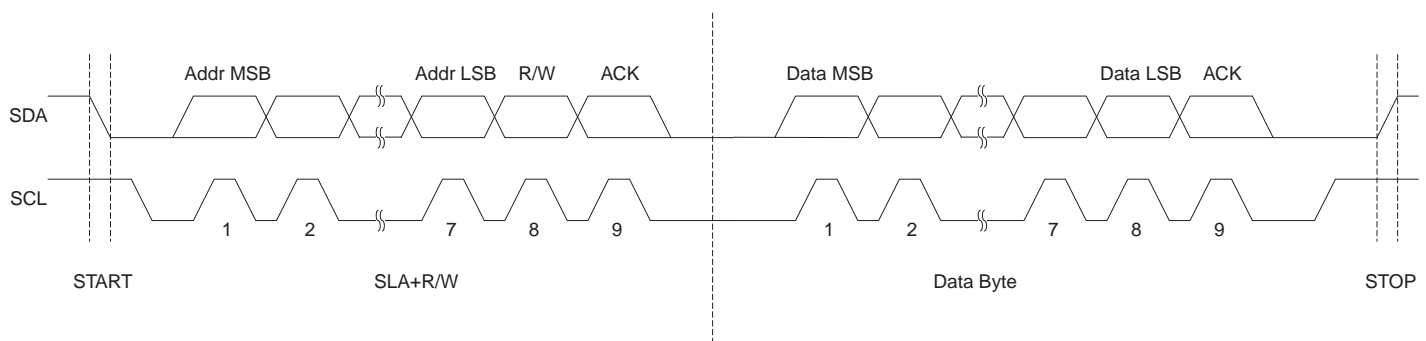 Addr MSB Addr LSB R/W ACK Data MSB Data LSB ACK
SDA
SCL
1 2 7 8 9 1 2 7 8 9
START SLA+R/W Data Byte STOP